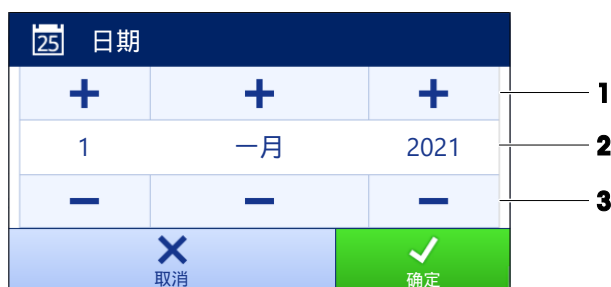 25 日期
+ + + 1
1 一月 2021 2
− − − 3
取消 确定